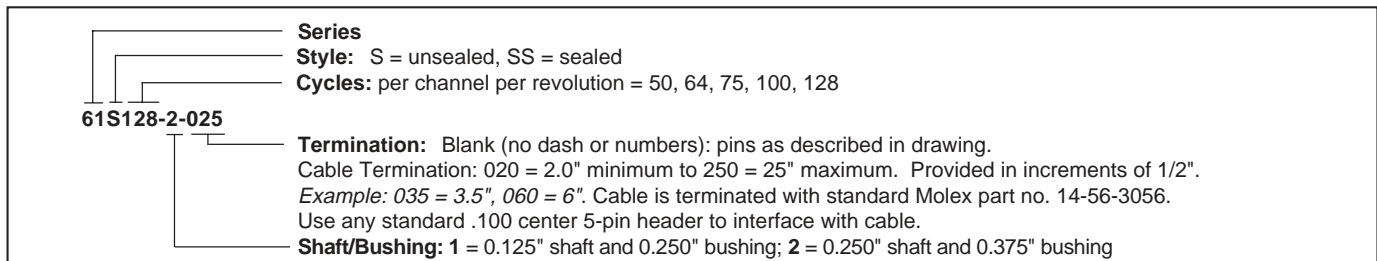 Series
Style: S = unsealed, SS = sealed
Cycles: per channel per revolution = 50, 64, 75, 100, 128
61S128-2-025
Termination: Blank (no dash or numbers): pins as described in drawing.
Cable Termination: 020 = 2.0" minimum to 250 = 25" maximum. Provided in increments of 1/2".
Example: 035 = 3.5", 060 = 6". Cable is terminated with standard Molex part no. 14-56-3056.
Use any standard .100 center 5-pin header to interface with cable.
Shaft/Bushing: 1 = 0.125" shaft and 0.250" bushing; 2 = 0.250" shaft and 0.375" bushing